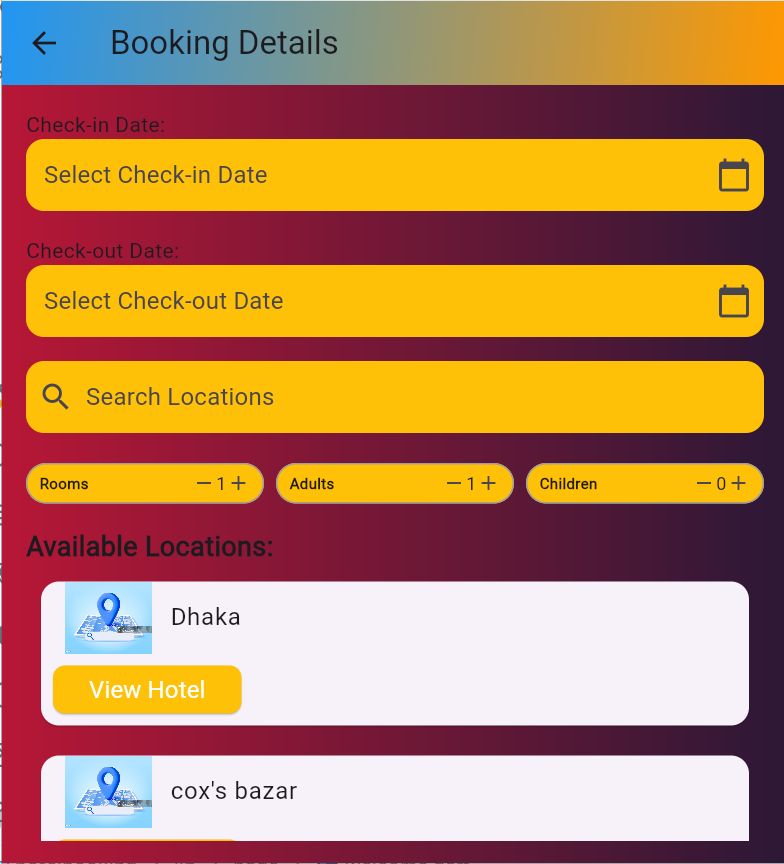 Booking Details
Check-in Date:
Select Check-in Date
Check-out Date:
Select Check-out Date
Search Locations
Rooms — 1 + Adults — 1 + Children — 0 +
Available Locations:
Dhaka
View Hotel
cox's bazar